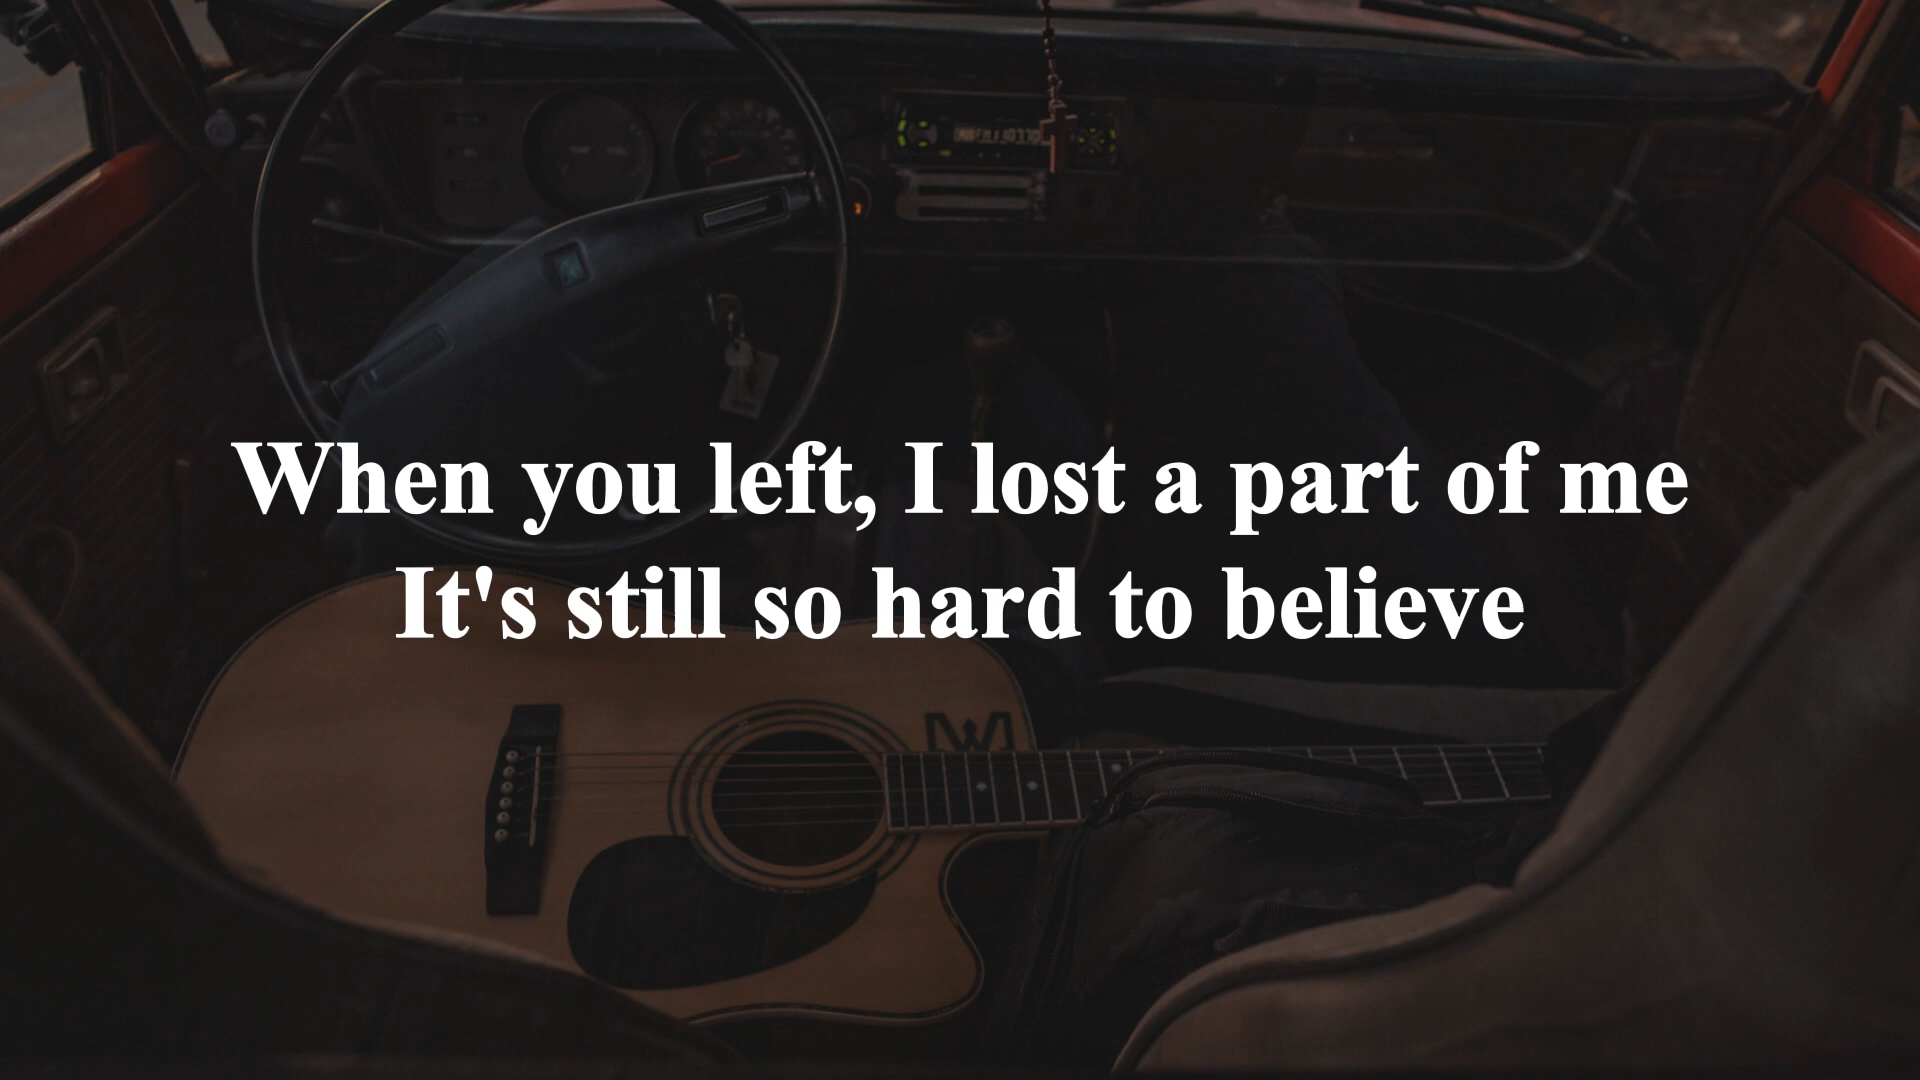 When you left, I lost a part of me
It's still so hard to believe